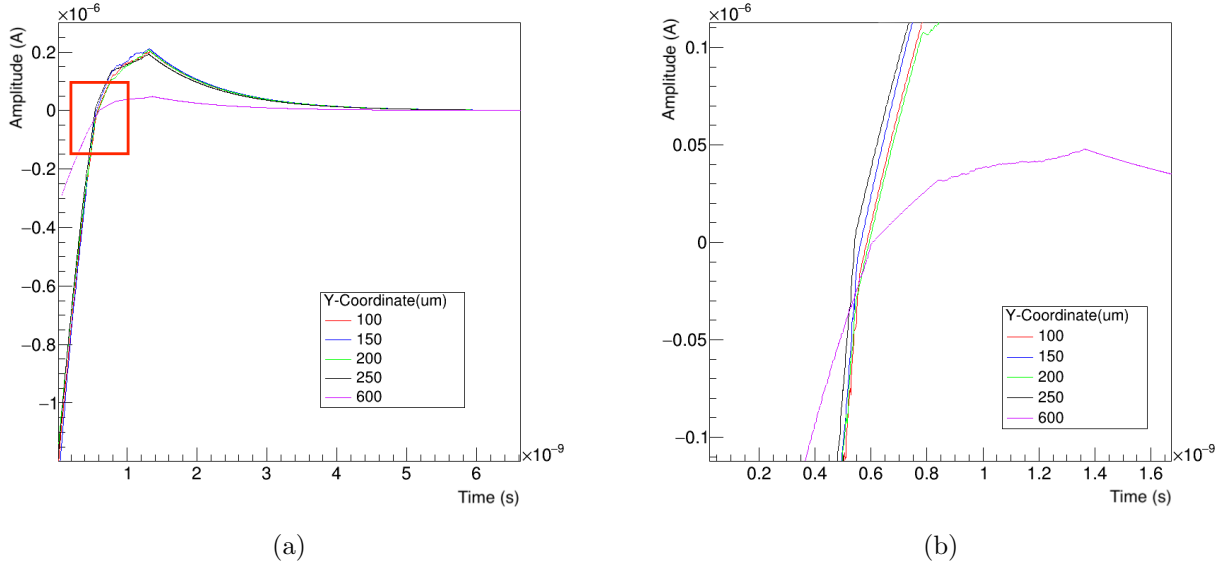 ×10⁻⁶
Amplitude (A)
0.2
0
−0.2
−0.4
−0.6
−0.8
−1
Y-Coordinate(um)
100
150
200
250
600
1 2 3 4 5 6
×10⁻⁹
Time (s)
(a)
×10⁻⁶
Amplitude (A)
0.1
0.05
0
−0.05
−0.1
Y-Coordinate(um)
100
150
200
250
600
0.2 0.4 0.6 0.8 1 1.2 1.4 1.6
×10⁻⁹
Time (s)
(b)